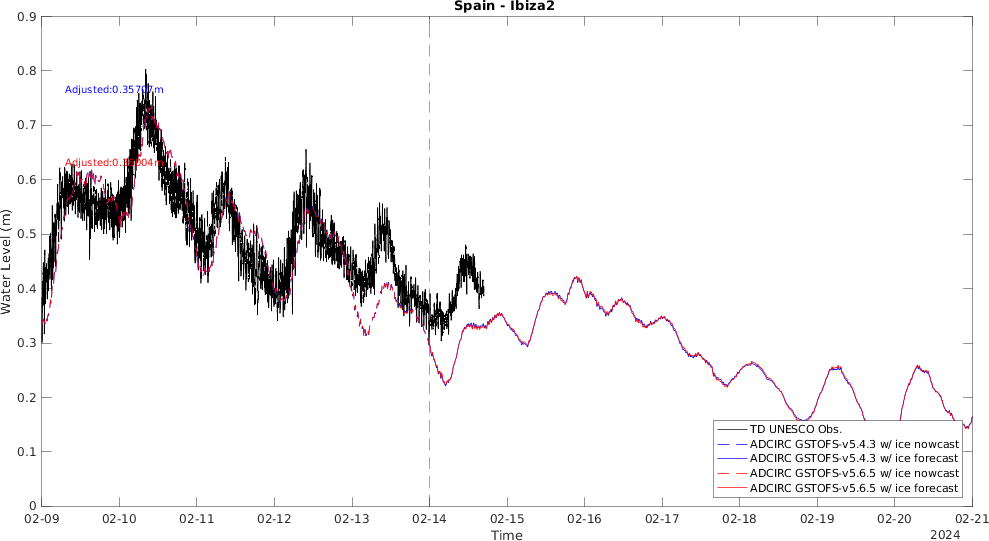 Spain - Ibiza2
0.9
0.8
0.7
0.6
0.5
0.4
0.3
0.2
0.1
0
Water Level (m)
Adjusted:0.35707m
TD UNESCO Obs.
ADCIRC GSTOFS-v5.4.3 w/ ice nowcast
ADCIRC GSTOFS-v5.4.3 w/ ice forecast
ADCIRC GSTOFS-v5.6.5 w/ ice nowcast
ADCIRC GSTOFS-v5.6.5 w/ ice forecast
02-09 02-10 02-11 02-12 02-13 02-14 02-15 02-16 02-17 02-18 02-19 02-20 02-21
Time
2024